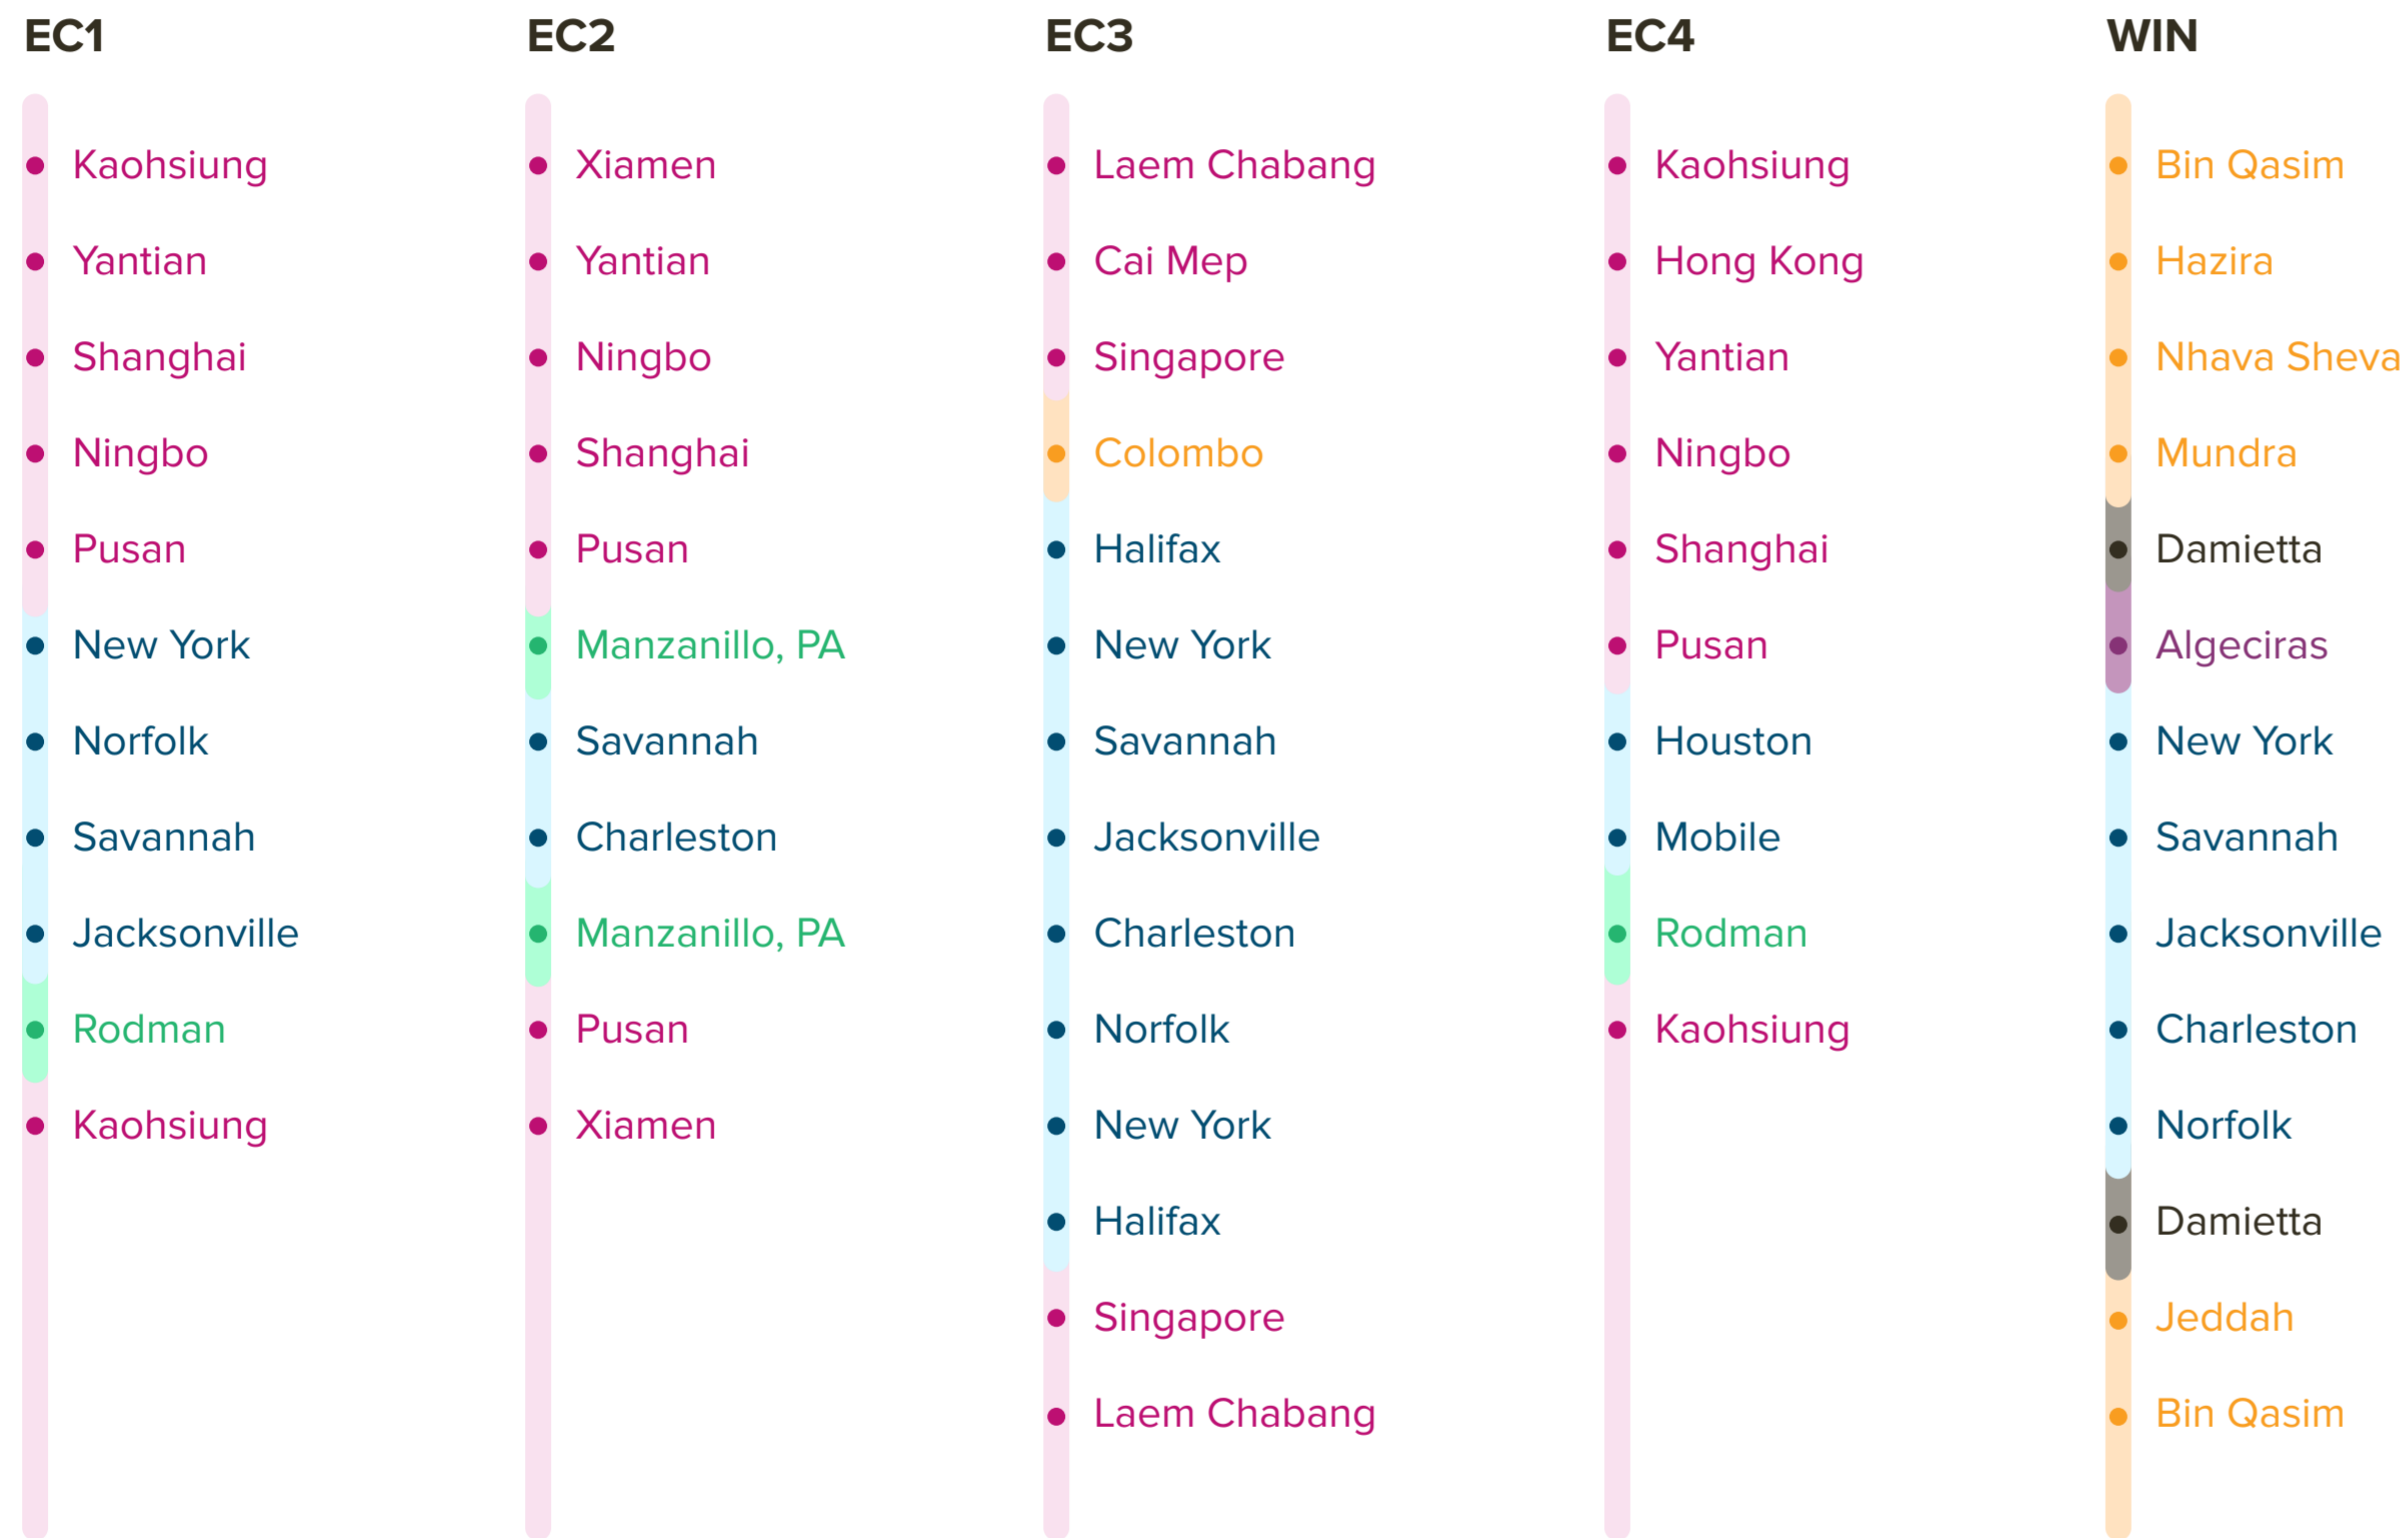 EC1
Kaohsiung
Yantian
Shanghai
Ningbo
Pusan
New York
Norfolk
Savannah
Jacksonville
Rodman
Kaohsiung
EC2
Xiamen
Yantian
Ningbo
Shanghai
Pusan
Manzanillo, PA
Savannah
Charleston
Manzanillo, PA
Pusan
Xiamen
EC3
Laem Chabang
Cai Mep
Singapore
Colombo
Halifax
New York
Savannah
Jacksonville
Charleston
Norfolk
New York
Halifax
Singapore
Laem Chabang
EC4
Kaohsiung
Hong Kong
Yantian
Ningbo
Shanghai
Pusan
Houston
Mobile
Rodman
Kaohsiung
WIN
Bin Qasim
Hazira
Nhava Sheva
Mundra
Damietta
Algeciras
New York
Savannah
Jacksonville
Charleston
Norfolk
Damietta
Jeddah
Bin Qasim